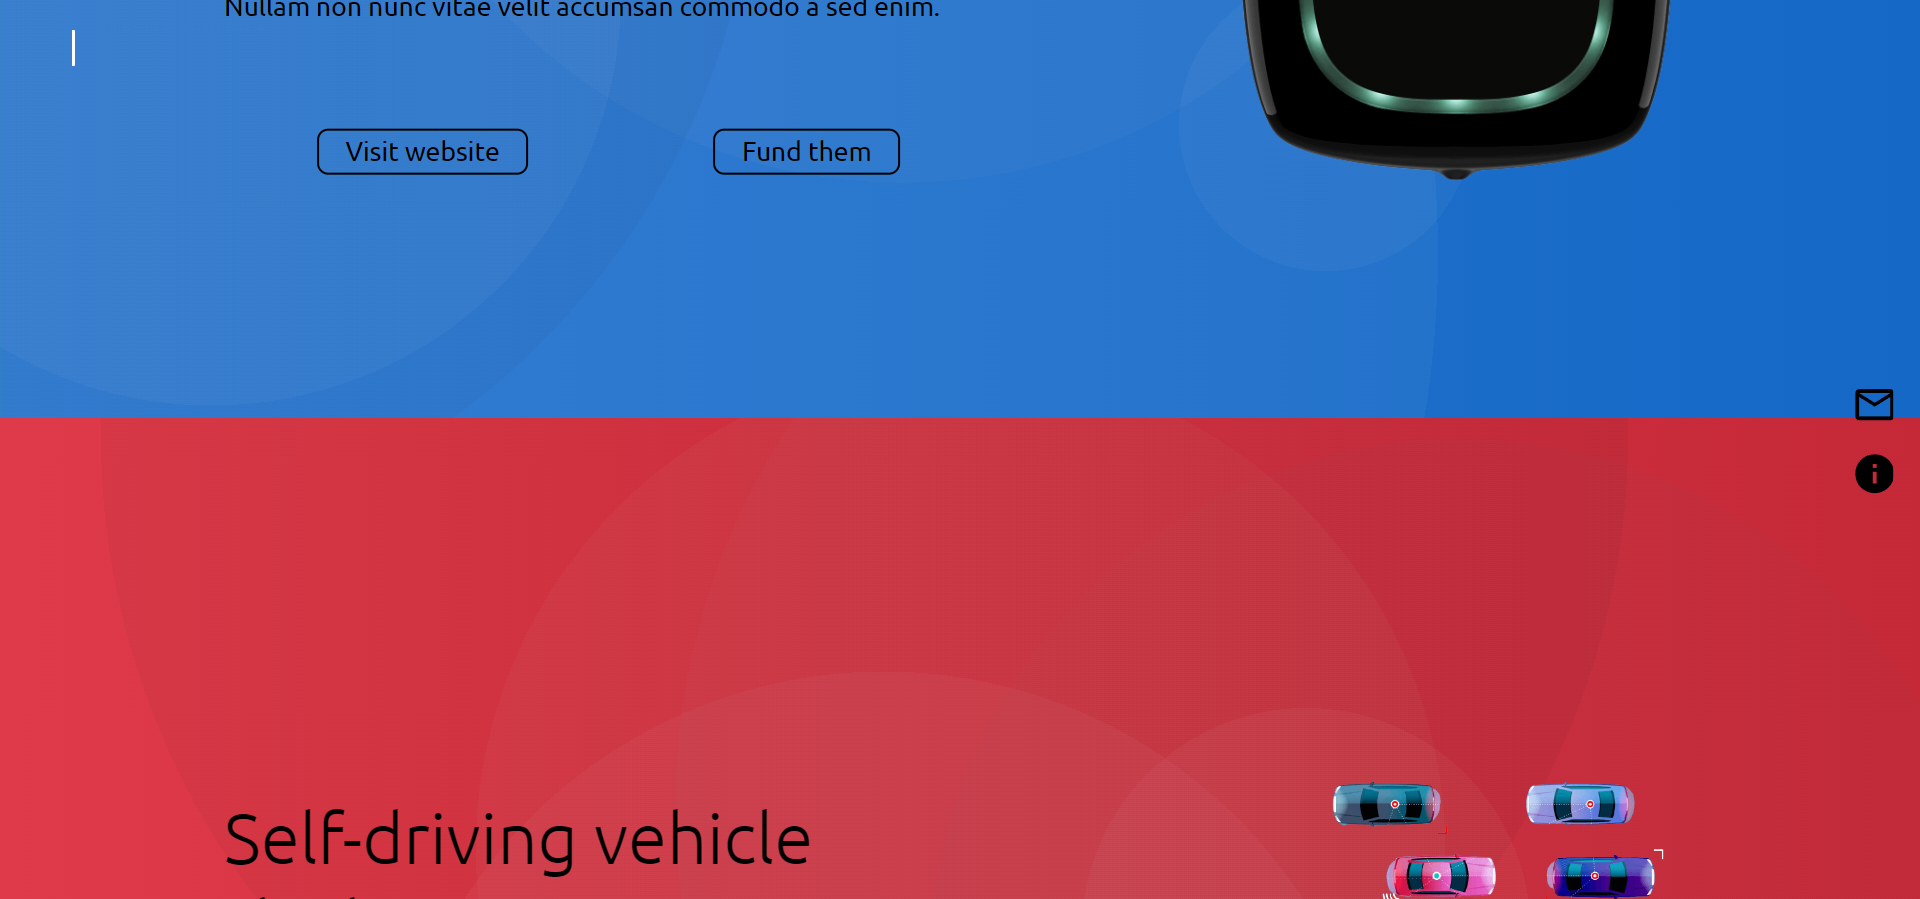 Nullam non nunc vitae velit accumsan commodo a sed enim.
Visit website
Fund them
Self-driving vehicle